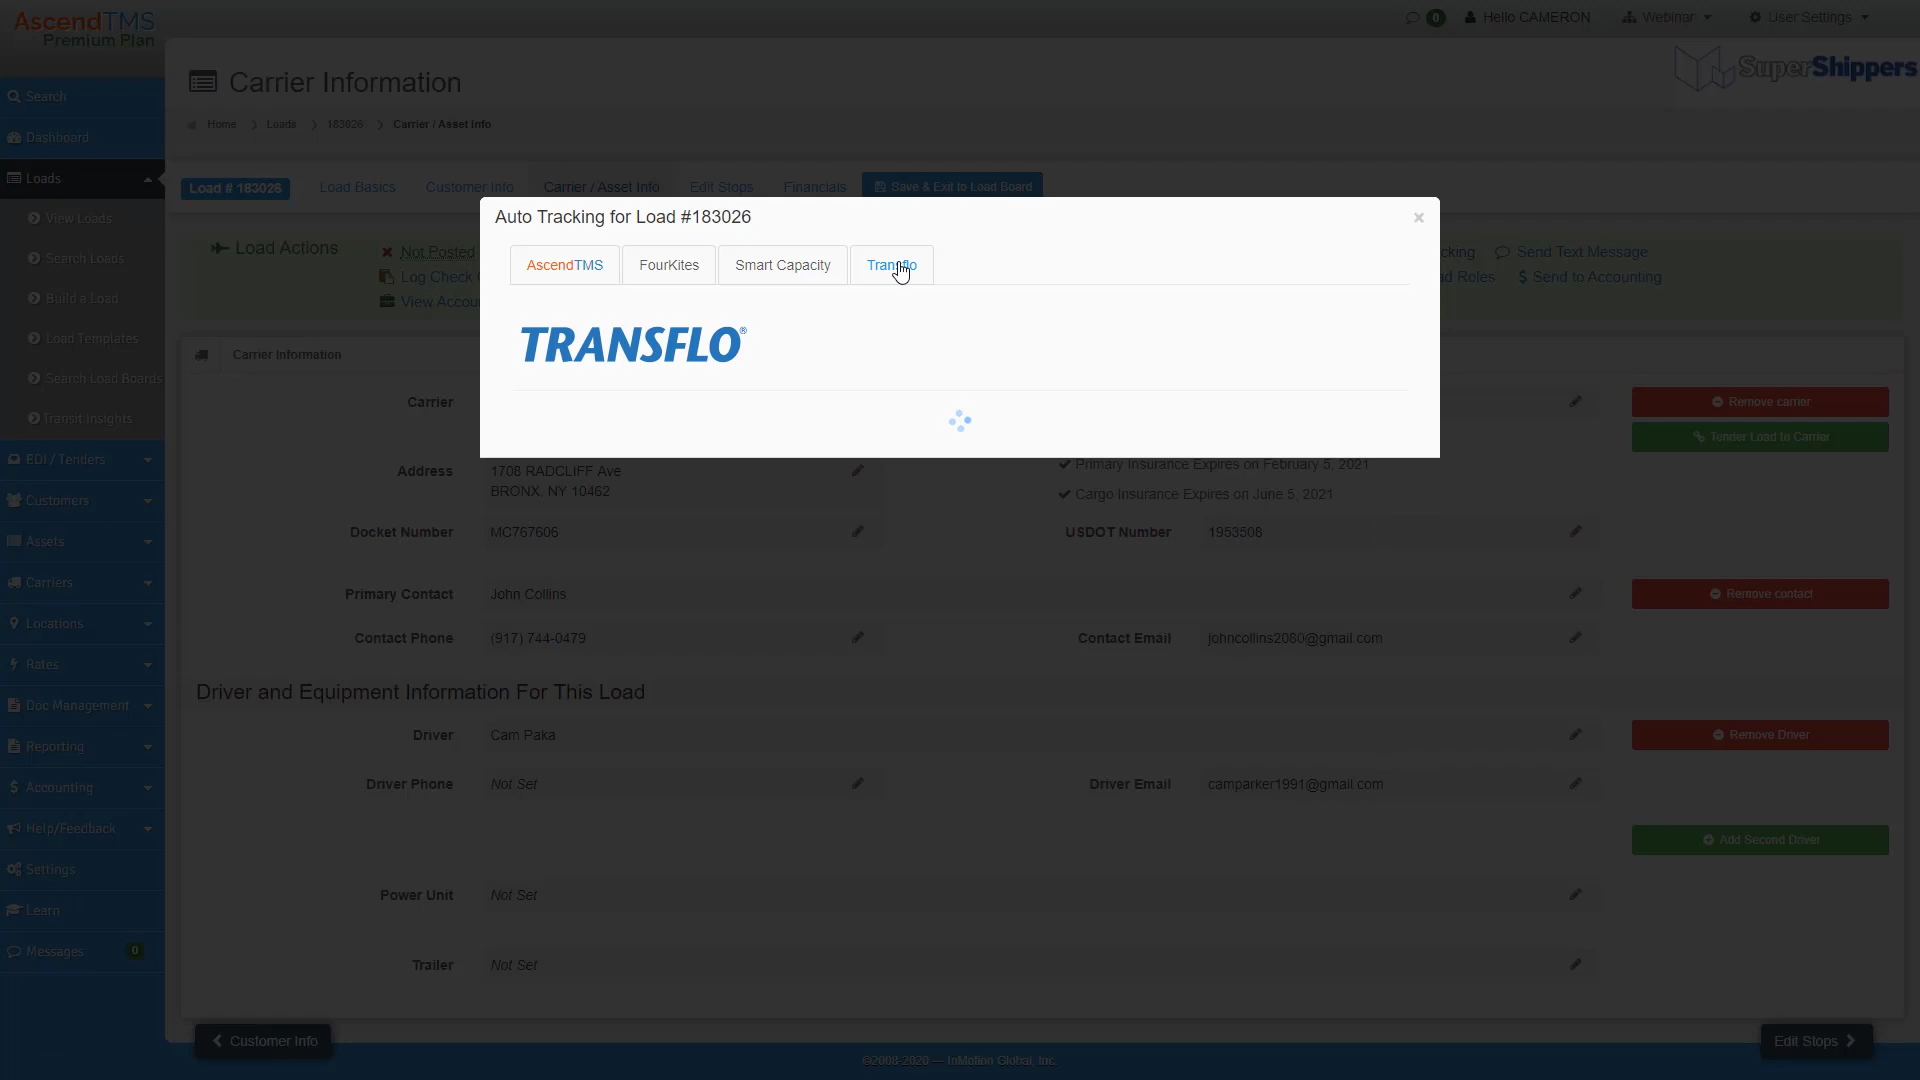 AscendTMS
Premium Plan
0
Hello CAMERON
Webinar
User Settings
SuperShippers
Carrier Information
Home
Loads
183026
Carrier / Asset Info
Search
Dashboard
Loads
View Loads
Search Loads
Build a Load
Load Templates
Search Load Boards
Transit Insights
EDI / Tenders
Customers
Assets
Carriers
Locations
Rates
Doc Management
Reporting
Accounting
Help/Feedback
Settings
Learn
Messages
0
Load # 183026
Load Basics
Customer Info
Carrier / Asset Info
Edit Stops
Financials
Save & Exit to Load Board
Load Actions
Not Posted
Log Check
View Accou
cking
Send Text Message
d Roles
Send to Accounting
Auto Tracking for Load #183026
×
AscendTMS
FourKites
Smart Capacity
Transflo
TRANSFLO®
Carrier Information
Carrier
Remove carrier
Tender Load to Carrier
Address
1708 RADCLIFF Ave
BRONX, NY 10462
Primary Insurance Expires on February 5, 2021
Cargo Insurance Expires on June 5, 2021
Docket Number
MC767606
USDOT Number
1953508
Primary Contact
John Collins
Remove contact
Contact Phone
(917) 744-0479
Contact Email
johncollins2080@gmail.com
Driver and Equipment Information For This Load
Driver
Cam Paka
Remove Driver
Driver Phone
Not Set
Driver Email
camparker1991@gmail.com
Add Second Driver
Power Unit
Not Set
Trailer
Not Set
Customer Info
Edit Stops
©2008-2020 — InMotion Global, Inc.